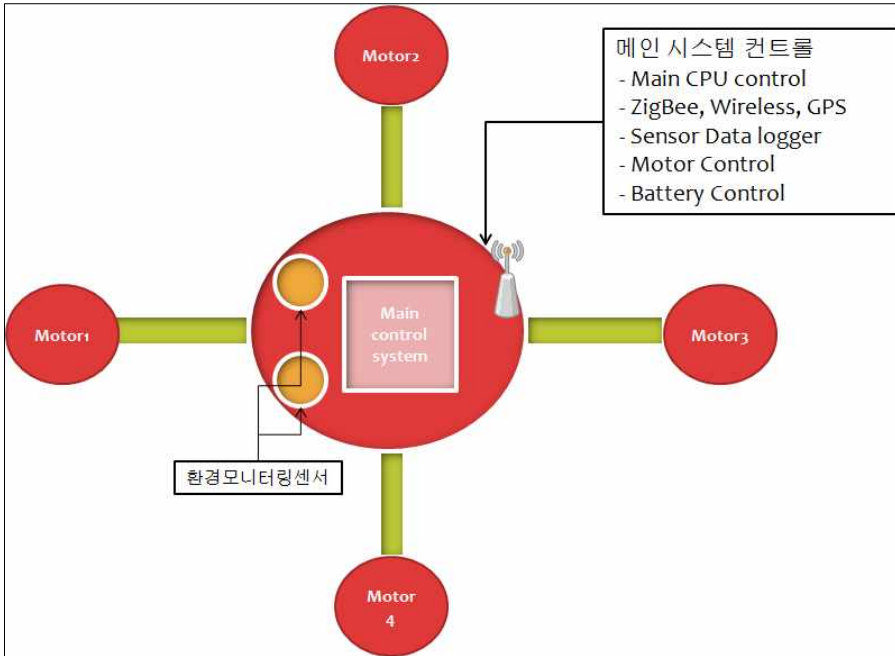 Motor2
메인 시스템 컨트롤
- Main CPU control
- ZigBee, Wireless, GPS
- Sensor Data logger
- Motor Control
- Battery Control
Motor1
Main
control
system
Motor3
환경모니터링센서
Motor
4